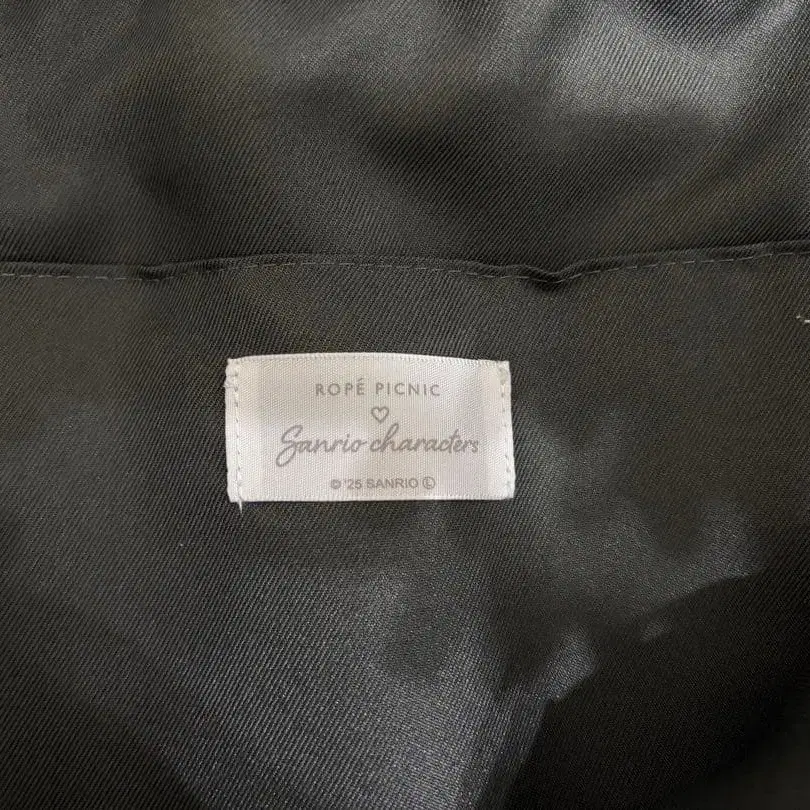 ROPÉ PICNIC
♡
Sanrio characters
© '25 SANRIO Ⓛ